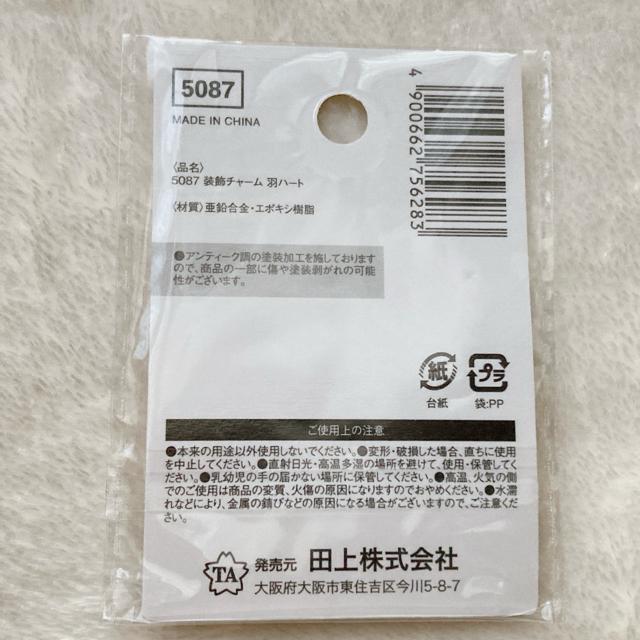 5087
MADE IN CHINA
4 900662 756283
〈品名〉
5087 装飾チャーム 羽ハート
〈材質〉亜鉛合金・エポキシ樹脂
●アンティーク調の塗装加工を施しております
ので、商品の一部に傷や塗装剥がれの可能
性がございます。
紙
プラ
台紙
袋:PP
ご使用上の注意
●本来の用途以外使用しないでください。●変形・破損した場合、直ちに使用
を中止してください。●直射日光・高温多湿の場所を避けて、使用・保管してく
ださい。●乳幼児の手の届かない場所に保管してください。●高温、火気の側
でのご使用は商品の変質、火傷の原因になりますのでおやめください。●水濡
れなどにより、金属の錆びなどの原因になる場合がございますので、ご注意くだ
さい。
TA
発売元 田上株式会社
大阪府大阪市東住吉区今川5-8-7